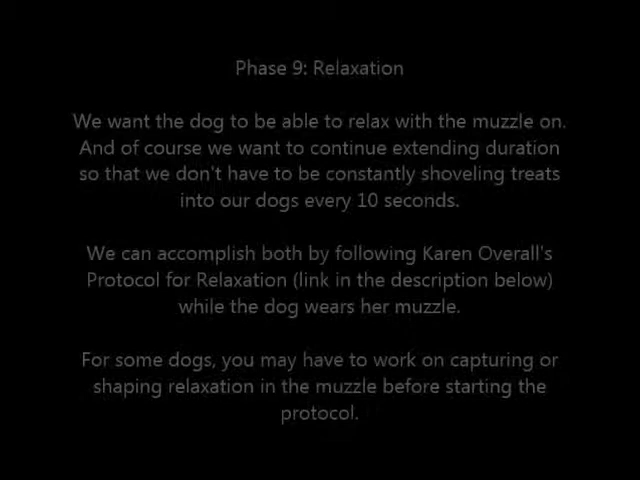 Phase 9: Relaxation
We want the dog to be able to relax with the muzzle on.
And of course we want to continue extending duration
so that we don't have to be constantly shoveling treats
into our dogs every 10 seconds.
We can accomplish both by following Karen Overall's
Protocol for Relaxation (link in the description below)
while the dog wears her muzzle.
For some dogs, you may have to work on capturing or
shaping relaxation in the muzzle before starting the
protocol.